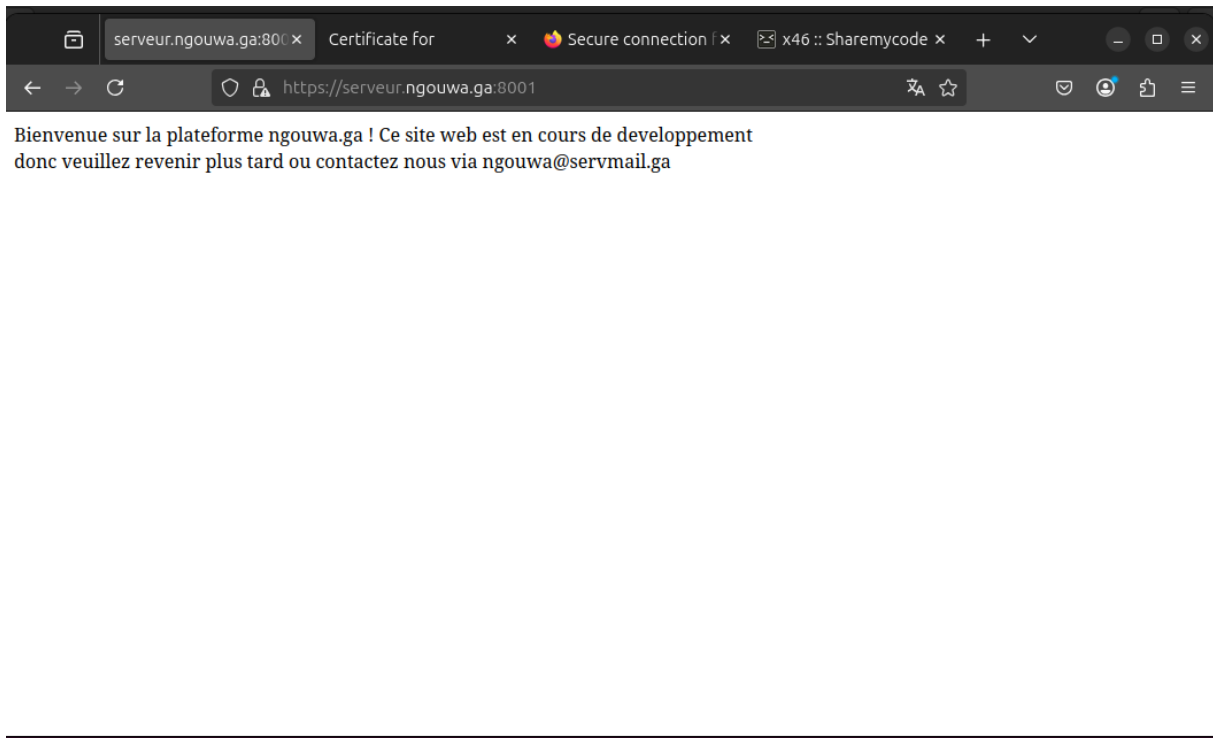 serveur.ngouwa.ga:800
Certificate for
Secure connection f
x46 :: Sharemycode
https://serveur.ngouwa.ga:8001
Bienvenue sur la plateforme ngouwa.ga ! Ce site web est en cours de developpement
donc veuillez revenir plus tard ou contactez nous via ngouwa@servmail.ga